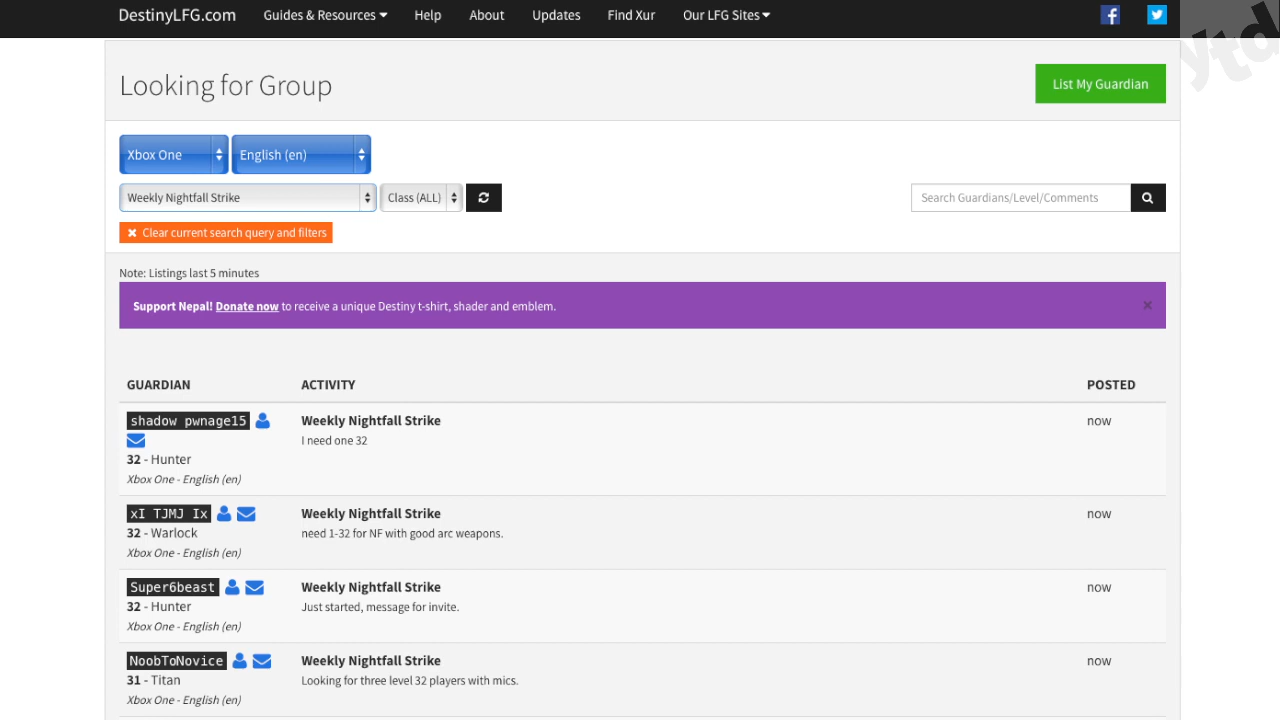 DestinyLFG.com Guides & Resources Help About Updates Find Xur Our LFG Sites
ytd
Looking for Group
List My Guardian
Xbox One English (en)
Weekly Nightfall Strike Class (ALL) Search Guardians/Level/Comments
Clear current search query and filters
Note: Listings last 5 minutes
Support Nepal! Donate now to receive a unique Destiny t-shirt, shader and emblem.
GUARDIAN ACTIVITY POSTED
shadow pwnage15 Weekly Nightfall Strike now
I need one 32
32 - Hunter
Xbox One - English (en)
xI TJMJ Ix Weekly Nightfall Strike now
32 - Warlock need 1-32 for NF with good arc weapons.
Xbox One - English (en)
Super6beast Weekly Nightfall Strike now
32 - Hunter Just started, message for invite.
Xbox One - English (en)
NoobToNovice Weekly Nightfall Strike now
31 - Titan Looking for three level 32 players with mics.
Xbox One - English (en)